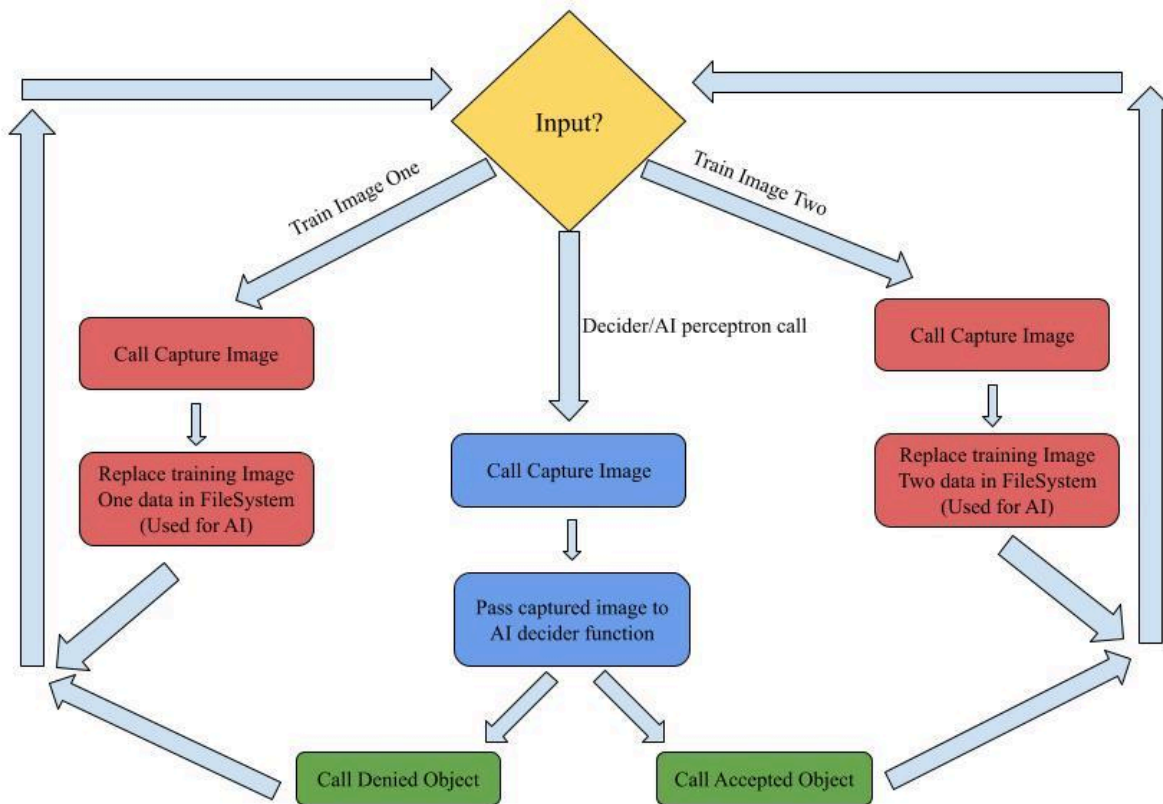 Input?
Train Image One
Train Image Two
Decider/AI perceptron call
Call Capture Image
Replace training Image
One data in FileSystem
(Used for AI)
Call Capture Image
Pass captured image to
AI decider function
Call Capture Image
Replace training Image
Two data in FileSystem
(Used for AI)
Call Denied Object
Call Accepted Object